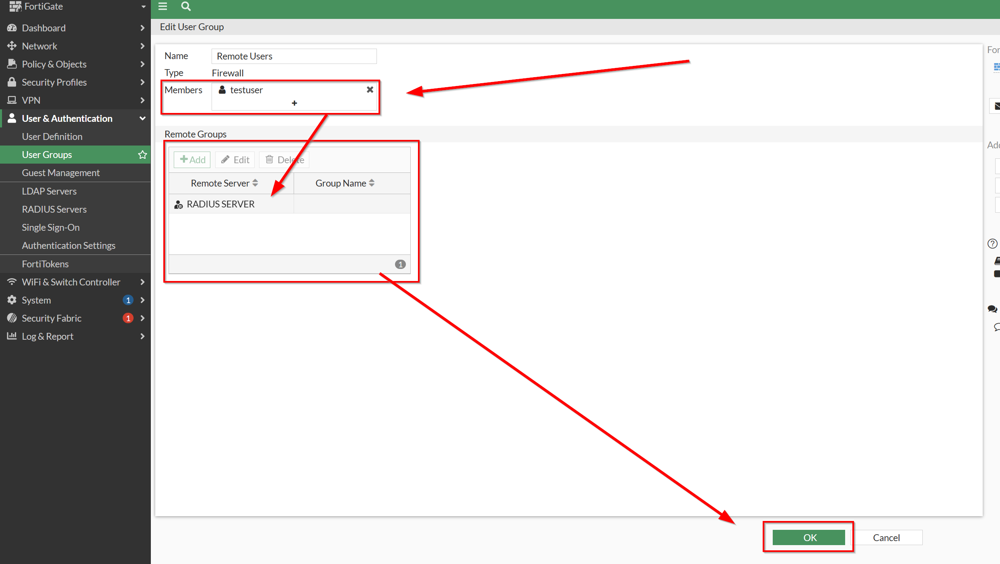 FortiGate
Dashboard
Network
Policy & Objects
Security Profiles
VPN
User & Authentication
User Definition
User Groups
Guest Management
LDAP Servers
RADIUS Servers
Single Sign-On
Authentication Settings
FortiTokens
WiFi & Switch Controller
System 1
Security Fabric 1
Log & Report
Edit User Group
Name Remote Users
Type Firewall
Members testuser
Remote Groups
Add Edit Delete
Remote Server Group Name
RADIUS SERVER
1
OK Cancel